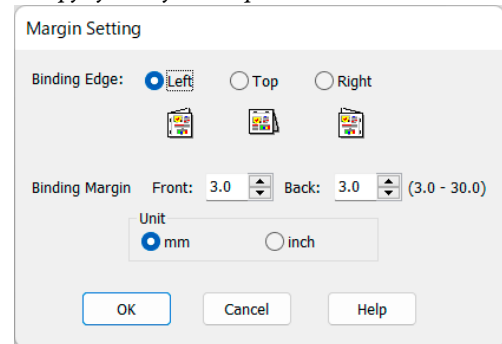 Margin Setting
Binding Edge: Left Top Right
Binding Margin Front: 3.0 Back: 3.0 (3.0 - 30.0)
Unit
mm inch
OK Cancel Help